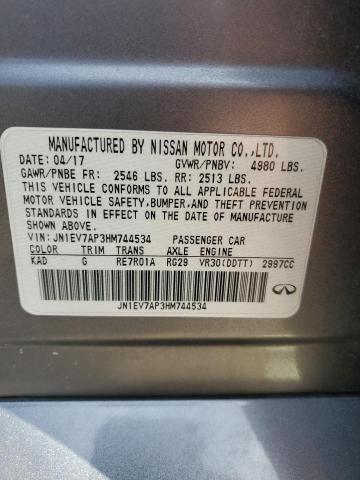 MANUFACTURED BY NISSAN MOTOR CO.,LTD.
DATE: 04/17 GVWR/PNBV: 4980 LBS.
GAWR/PNBE FR: 2546 LBS. RR: 2513 LBS.
THIS VEHICLE CONFORMS TO ALL APPLICABLE FEDERAL
MOTOR VEHICLE SAFETY, BUMPER, AND THEFT PREVENTION
STANDARDS IN EFFECT ON THE DATE OF MANUFACTURE
SHOWN ABOVE.
VIN: JN1EV7AP3HM744534 PASSENGER CAR
COLOR TRIM TRANS AXLE ENGINE
KAD G RE7R01A RG29 VR30(DDTT) 2997CC
JN1EV7AP3HM744534